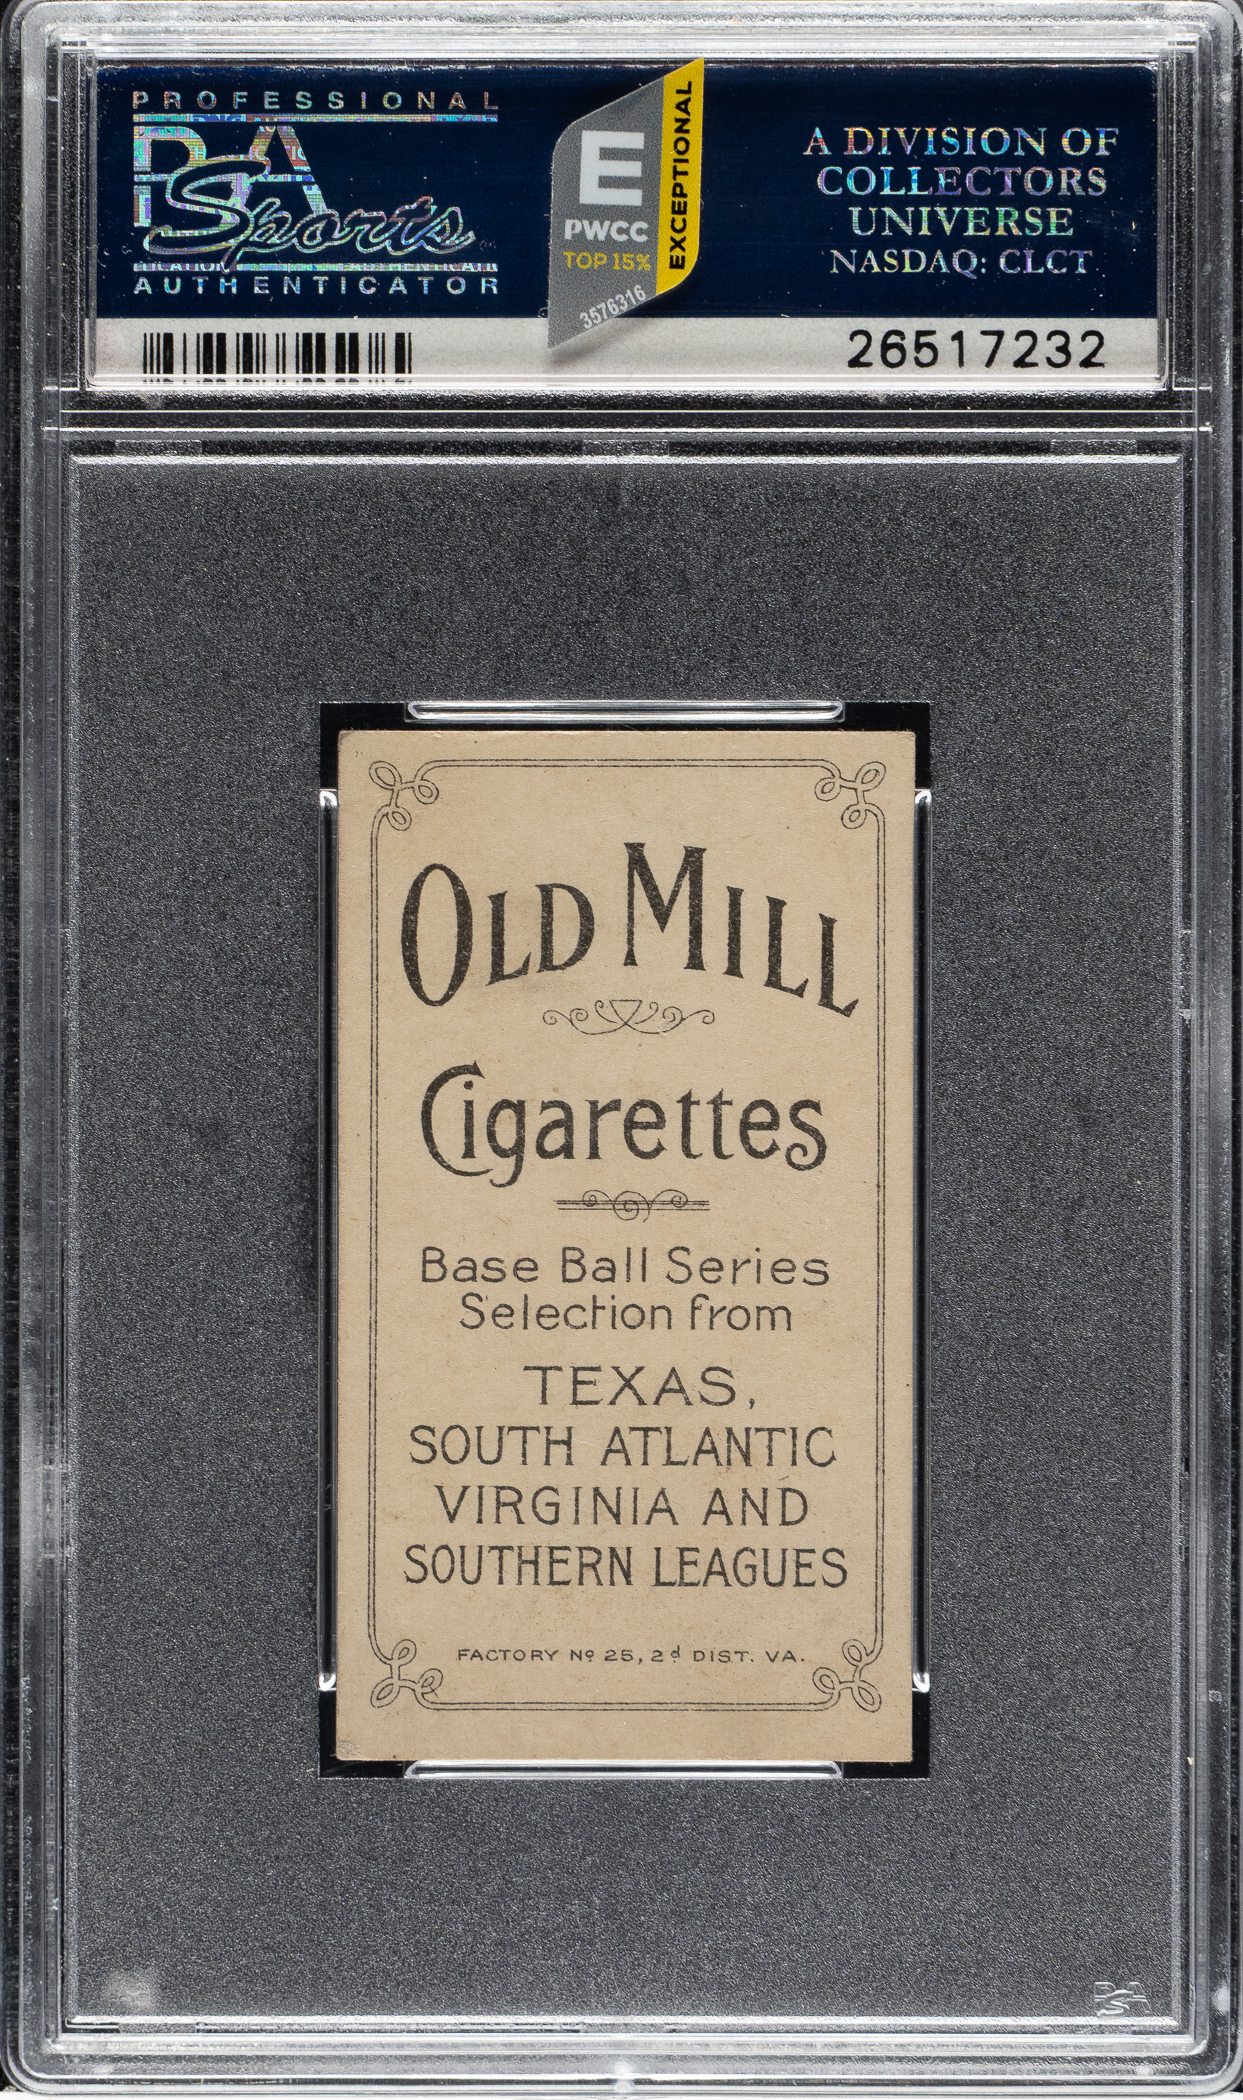 PROFESSIONAL
PSA
Sports
AUTHENTICATOR
E
PWCC
TOP 15%
EXCEPTIONAL
3576316
A DIVISION OF
COLLECTORS
UNIVERSE
NASDAQ: CLCT
26517232
OLD MILL
Cigarettes
Base Ball Series
Selection from
TEXAS,
SOUTH ATLANTIC
VIRGINIA AND
SOUTHERN LEAGUES
FACTORY Nº 25, 2d DIST. VA.
PSA